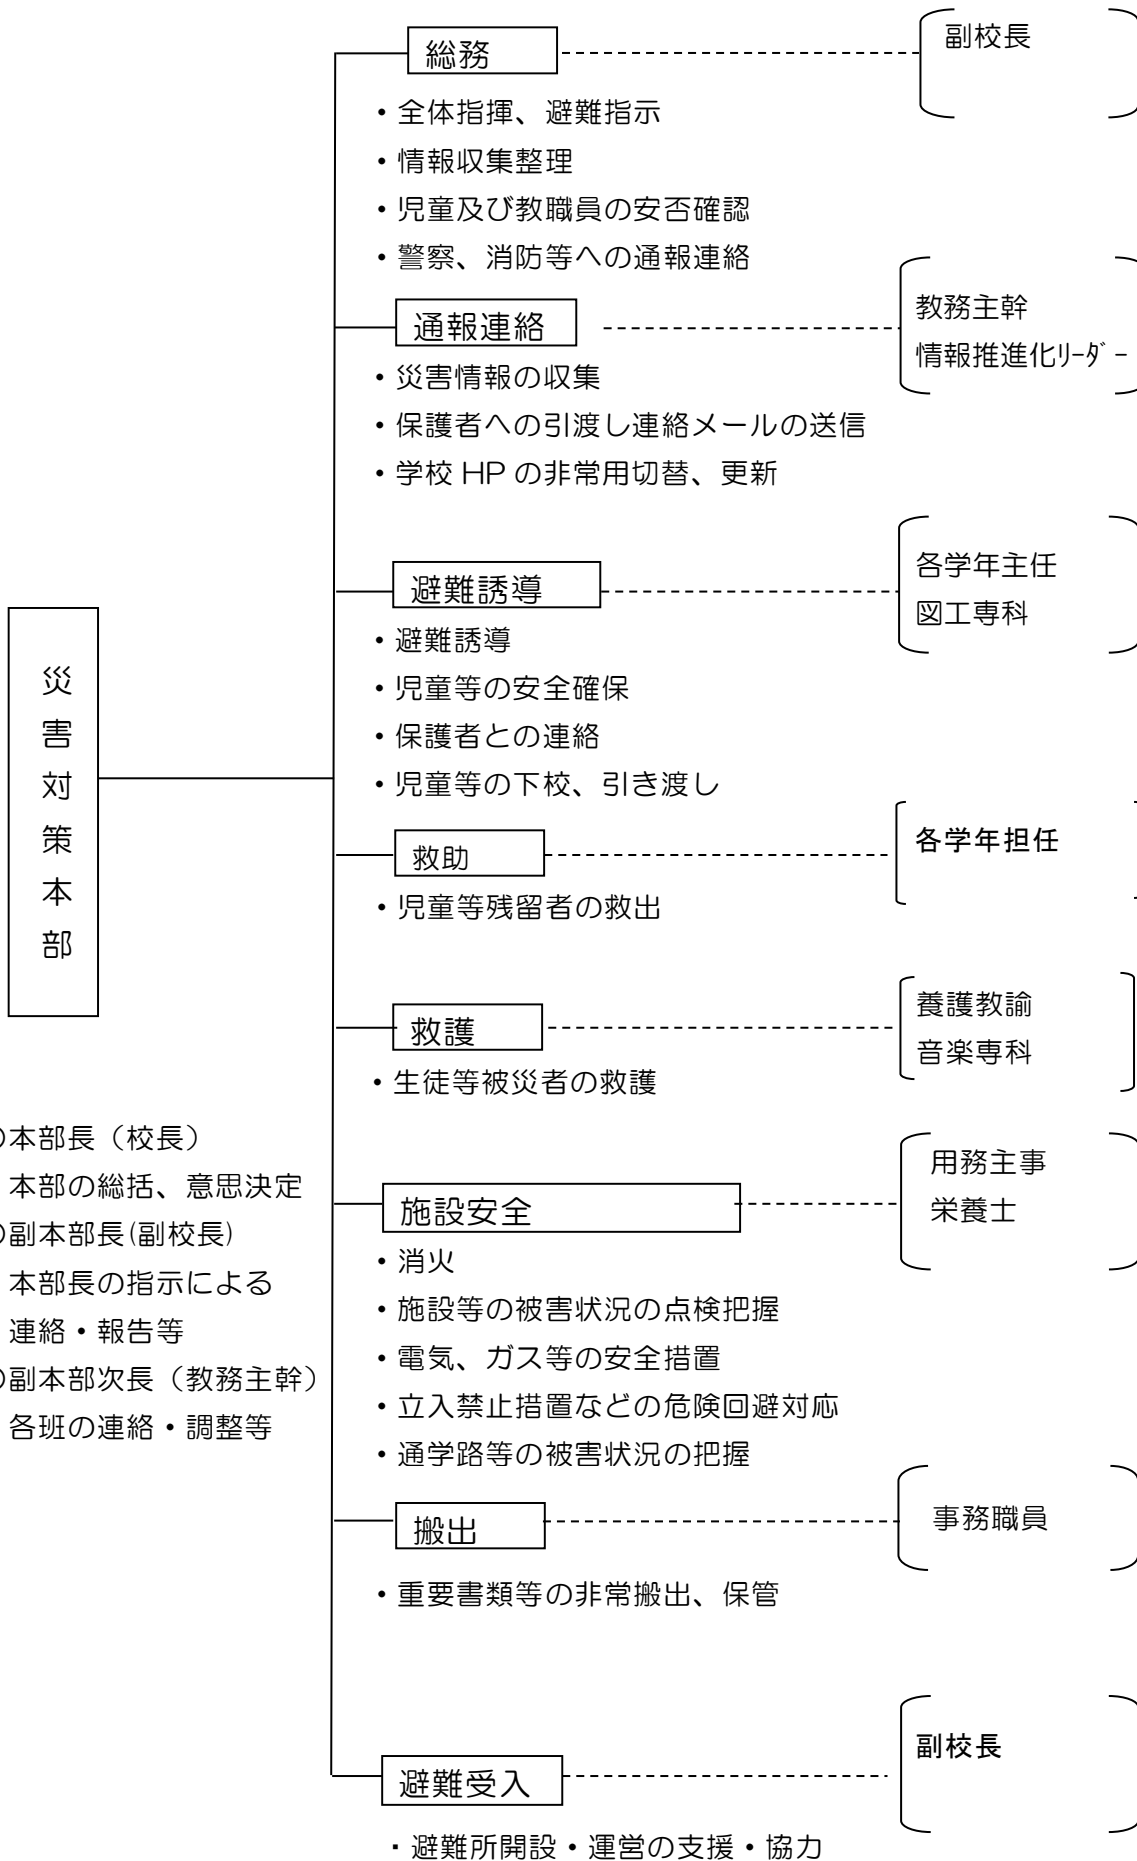 総務
副校長
・全体指揮、避難指示
・情報収集整理
・児童及び教職員の安否確認
・警察、消防等への通報連絡
通報連絡
教務主幹
情報推進化ﾘｰﾀﾞｰ
・災害情報の収集
・保護者への引渡し連絡メールの送信
・学校 HP の非常用切替、更新
避難誘導
各学年主任
図工専科
・避難誘導
・児童等の安全確保
・保護者との連絡
・児童等の下校、引き渡し
災害対策本部
救助
各学年担任
・児童等残留者の救出
救護
養護教諭
音楽専科
・生徒等被災者の救護
本部長（校長）
本部の総括、意思決定
副本部長(副校長)
本部長の指示による
連絡・報告等
副本部次長（教務主幹）
各班の連絡・調整等
施設安全
用務主事
栄養士
・消火
・施設等の被害状況の点検把握
・電気、ガス等の安全措置
・立入禁止措置などの危険回避対応
・通学路等の被害状況の把握
搬出
事務職員
・重要書類等の非常搬出、保管
避難受入
副校長
・避難所開設・運営の支援・協力